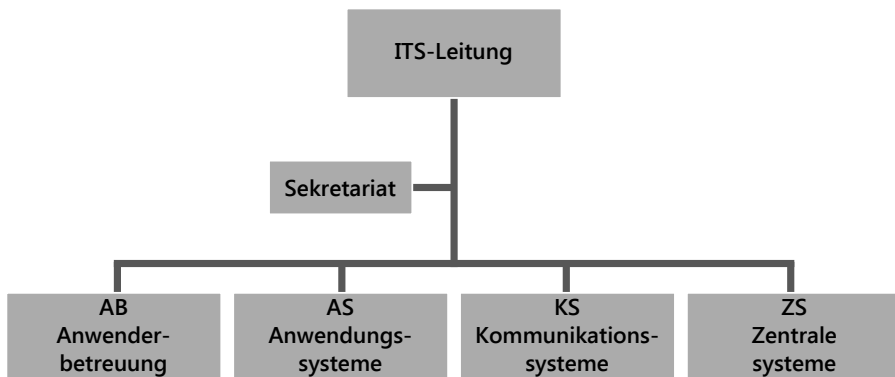 ITS-Leitung
Sekretariat
AB
Anwender-
betreuung
AS
Anwendungs-
systeme
KS
Kommunikations-
systeme
ZS
Zentrale
systeme